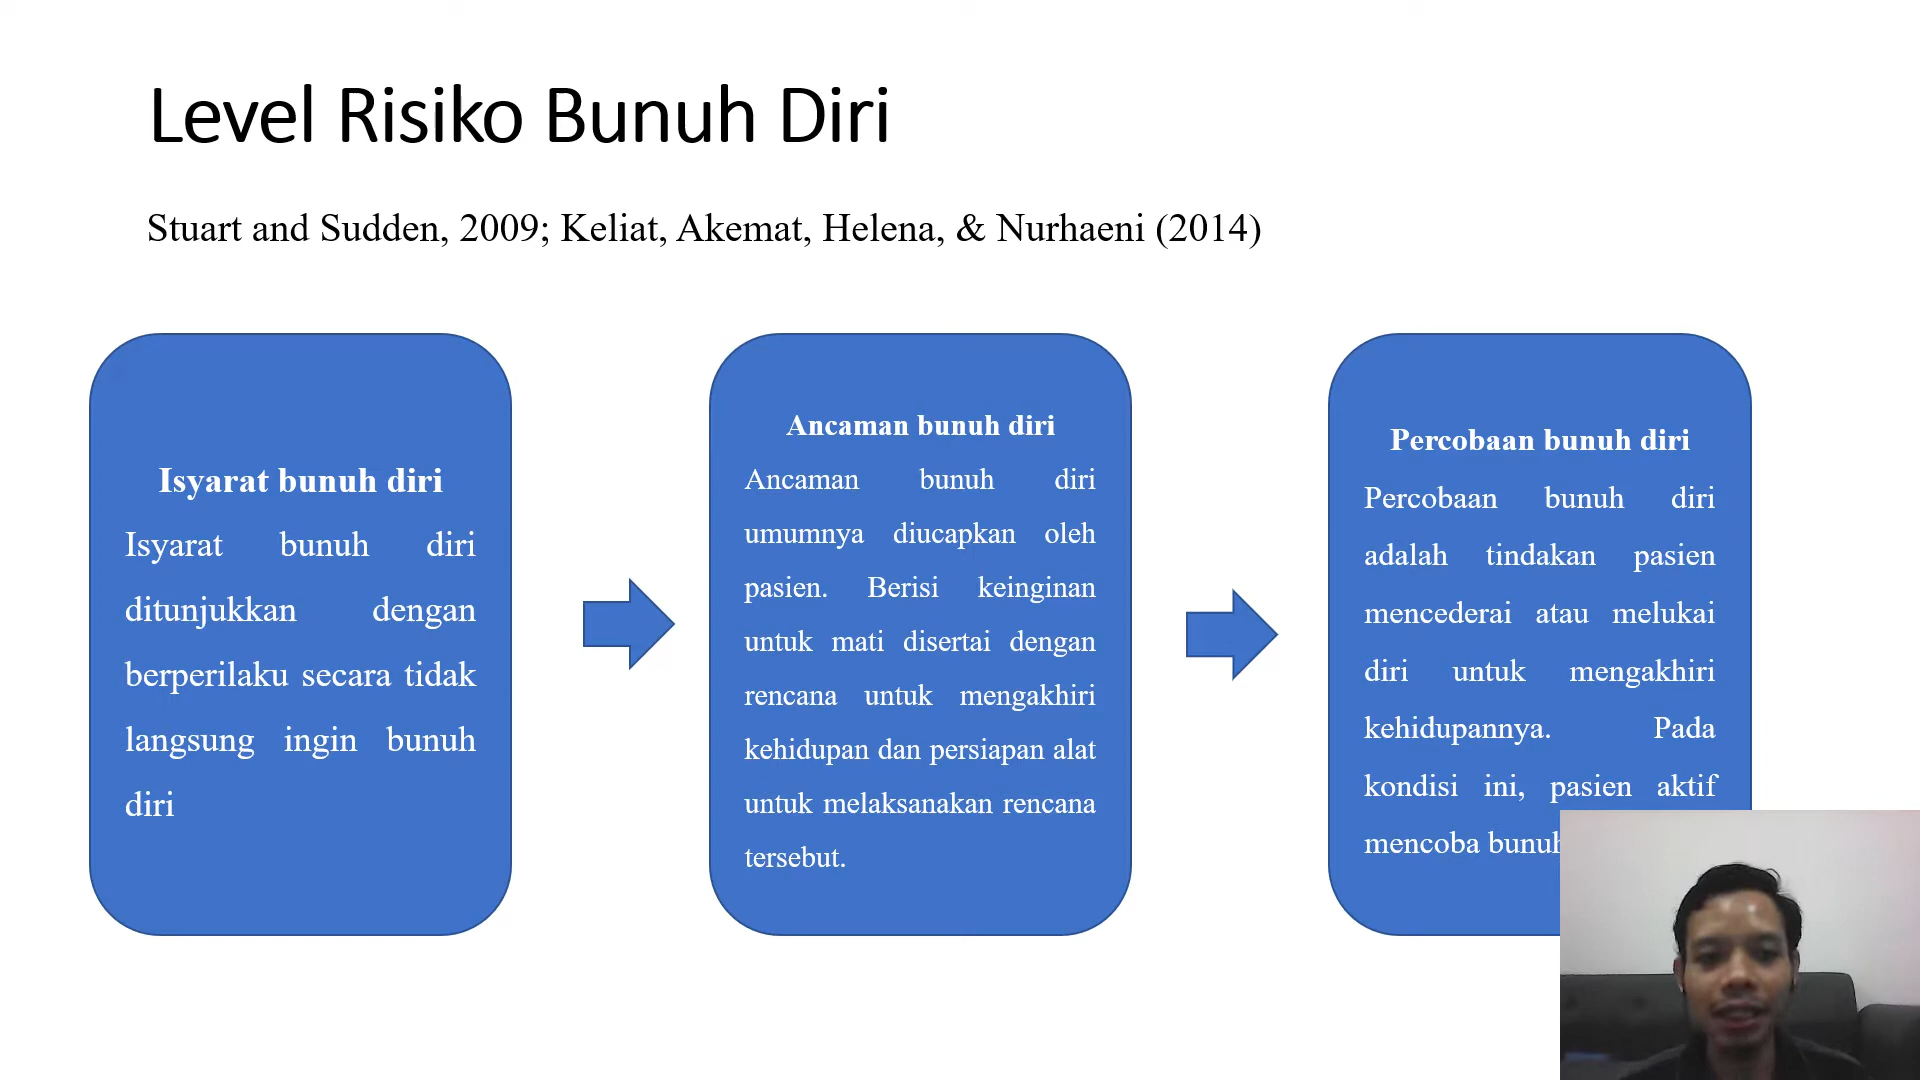 Level Risiko Bunuh Diri
Stuart and Sudden, 2009; Keliat, Akemat, Helena, & Nurhaeni (2014)
Isyarat bunuh diri
Isyarat bunuh diri
ditunjukkan dengan
berperilaku secara tidak
langsung ingin bunuh
diri
Ancaman bunuh diri
Ancaman bunuh diri
umumnya diucapkan oleh
pasien. Berisi keinginan
untuk mati disertai dengan
rencana untuk mengakhiri
kehidupan dan persiapan alat
untuk melaksanakan rencana
tersebut.
Percobaan bunuh diri
Percobaan bunuh diri
adalah tindakan pasien
mencederai atau melukai
diri untuk mengakhiri
kehidupannya. Pada
kondisi ini, pasien aktif
mencoba bunuh